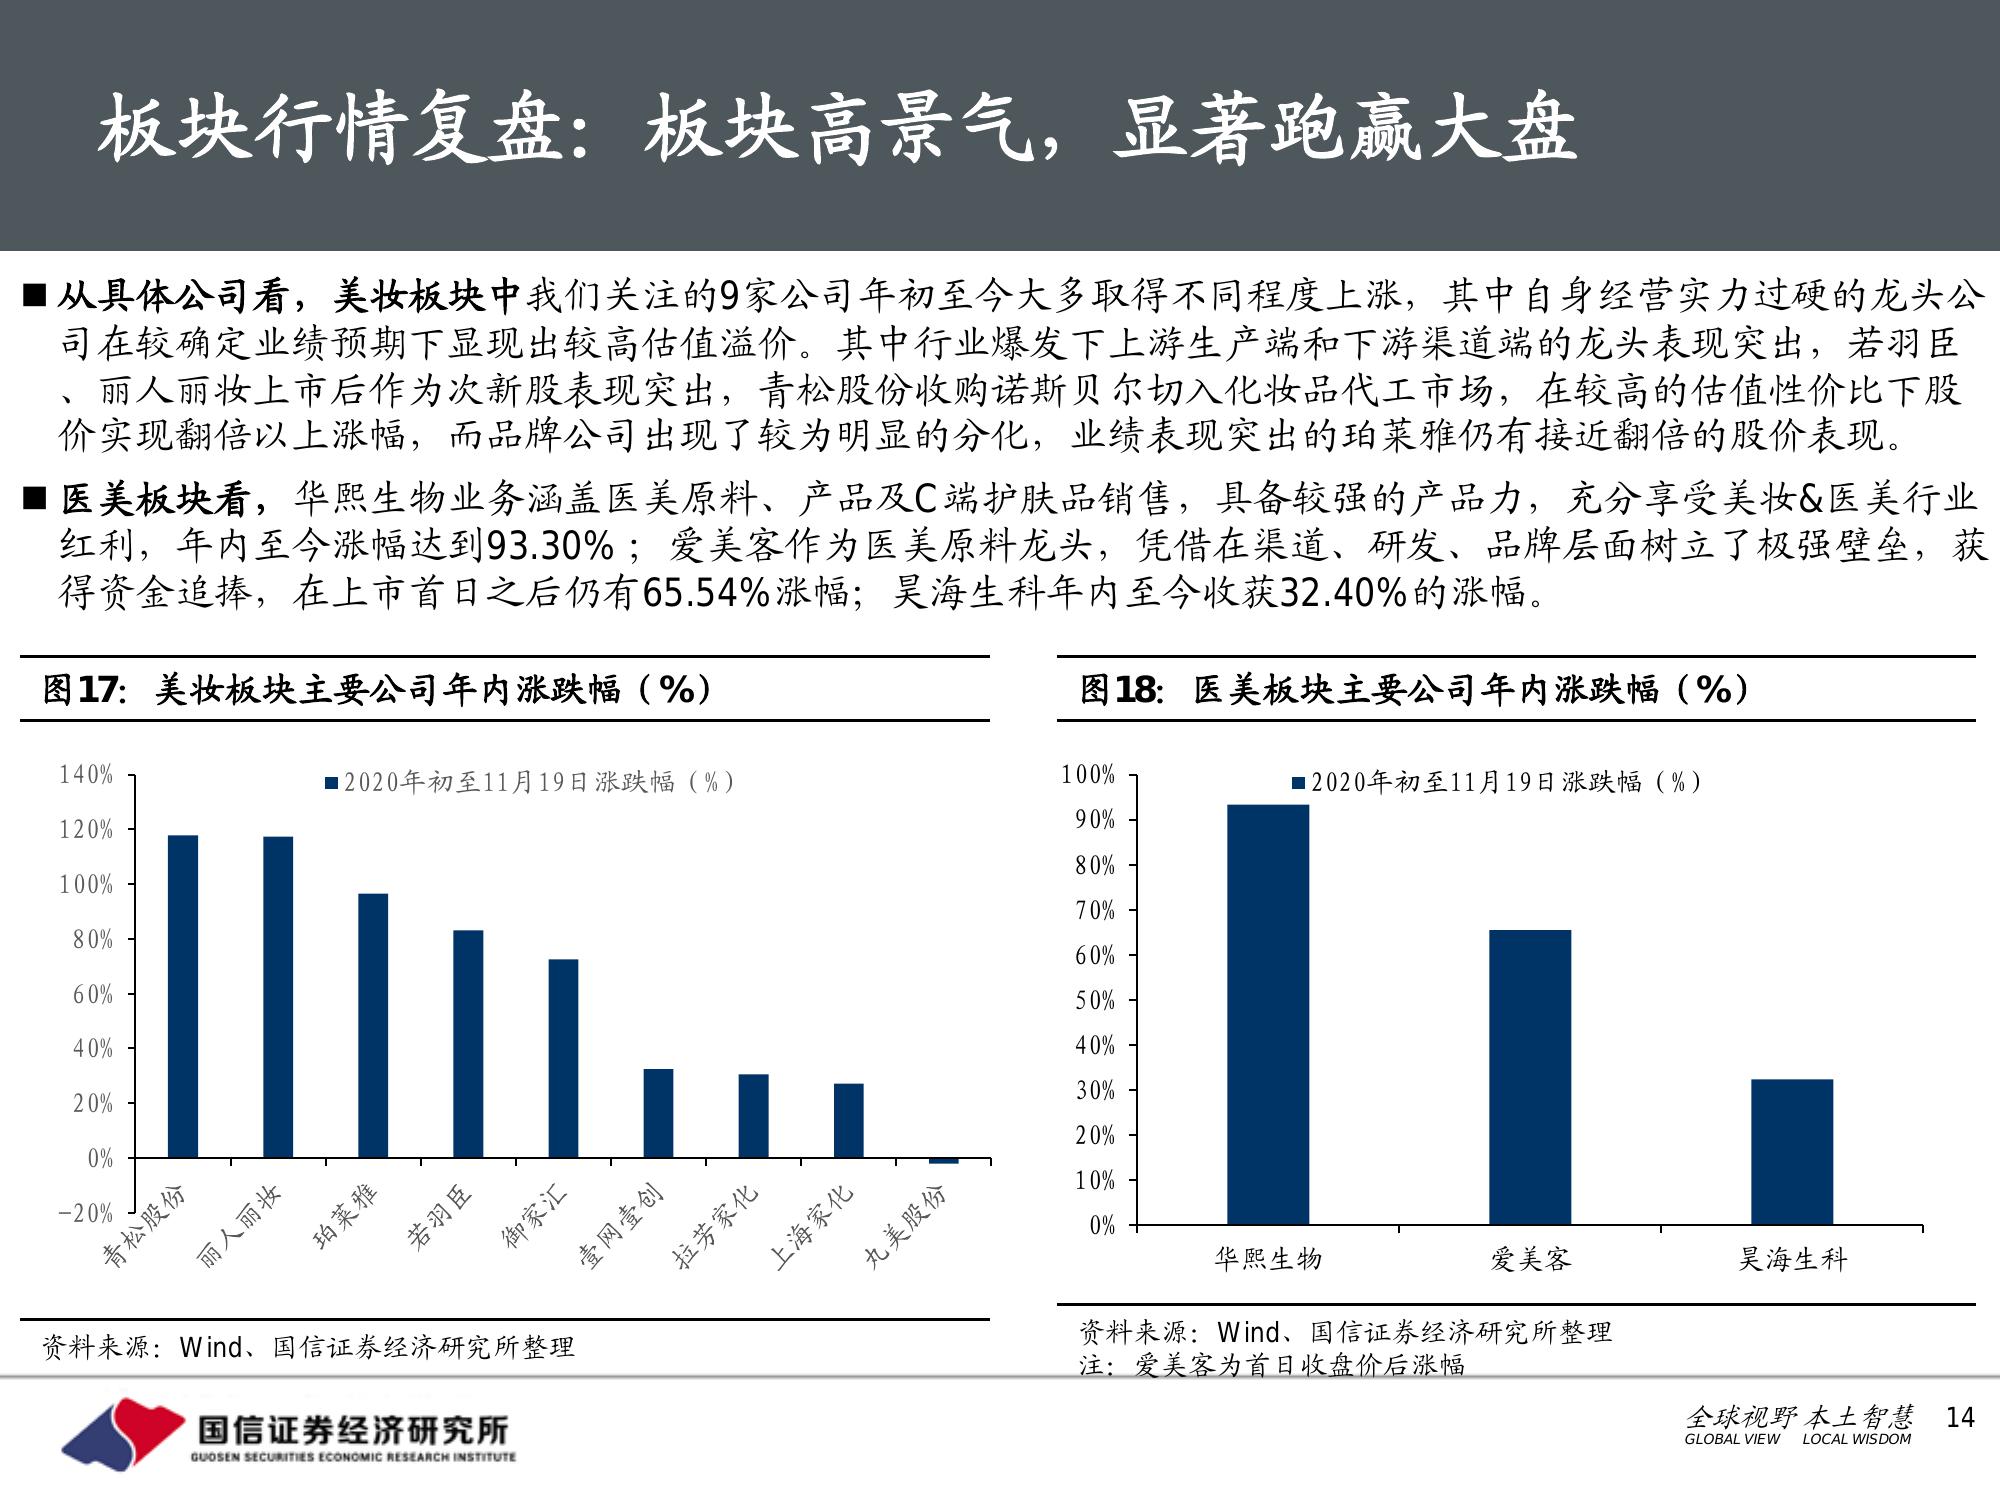 板块行情复盘：板块高景气，显著跑赢大盘
■从具体公司看，美妆板块中我们关注的9家公司年初至今大多取得不同程度上涨，其中自身经营实力过硬的龙头公
司在较确定业绩预期下显现出较高估值溢价。其中行业爆发下上游生产端和下游渠道端的龙头表现突出，若羽臣
、丽人丽妆上市后作为次新股表现突出，青松股份收购诺斯贝尔切入化妆品代工市场，在较高的估值性价比下股
价实现翻倍以上涨幅，而品牌公司出现了较为明显的分化，业绩表现突出的珀莱雅仍有接近翻倍的股价表现。
■医美板块看，华熙生物业务涵盖医美原料、产品及C端护肤品销售，具备较强的产品力，充分享受美妆&医美行业
红利，年内至今涨幅达到93.30%；爱美客作为医美原料龙头，凭借在渠道、研发、品牌层面树立了极强壁垒，获
得资金追捧，在上市首日之后仍有65.54%涨幅；昊海生科年内至今收获32.40%的涨幅。
图17：美妆板块主要公司年内涨跌幅（%）
2020年初至11月19日涨跌幅（%）
140%
120%
100%
80%
60%
40%
20%
0%
-20%
青松股份
丽人丽妆
珀莱雅
若羽臣
御家汇
壹网壹创
拉芳家化
上海家化
丸美股份
资料来源：Wind、国信证券经济研究所整理
图18：医美板块主要公司年内涨跌幅（%）
2020年初至11月19日涨跌幅（%）
100%
90%
80%
70%
60%
50%
40%
30%
20%
10%
0%
华熙生物
爱美客
昊海生科
资料来源：Wind、国信证券经济研究所整理
注：爱美客为首日收盘价后涨幅
国信证券经济研究所
GUOSEN SECURITIES ECONOMIC RESEARCH INSTITUTE
全球视野 本土智慧
GLOBAL VIEW LOCAL WISDOM
14